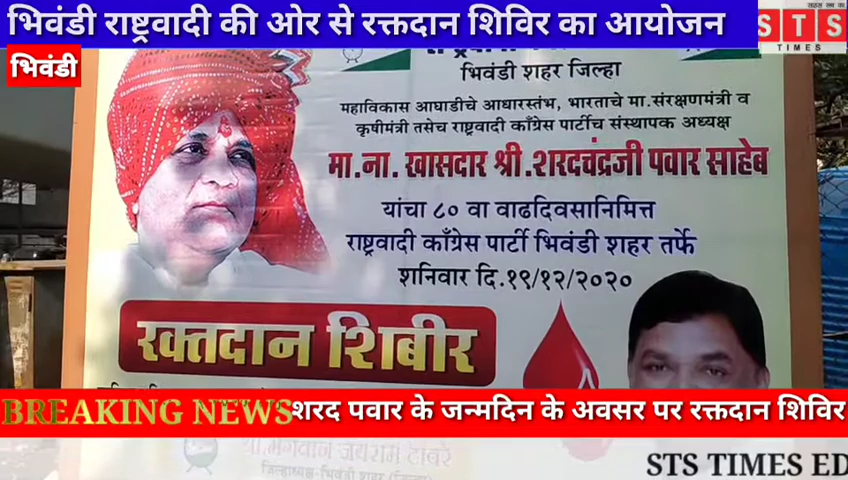 भिवंडी राष्ट्रवादी की ओर से रक्तदान शिविर का आयोजन
STS
TIMES
भिवंडी
भिवंडी शहर जिल्हा
महाविकास आघाडीचे आधारस्तंभ, भारताचे मा.संरक्षणमंत्री व
कृषीमंत्री तसेच राष्ट्रवादी काँग्रेस पार्टीच संस्थापक अध्यक्ष
मा.ना. खासदार श्री.शरदचंद्रजी पवार साहेब
यांचा ८० वा वाढदिवसानिमित्त
राष्ट्रवादी काँग्रेस पार्टी भिवंडी शहर तर्फे
शनिवार दि.१९/१२/२०२०
रक्तदान शिबीर
BREAKING NEWS
शरद पवार के जन्मदिन के अवसर पर रक्तदान शिविर
STS TIMES ED